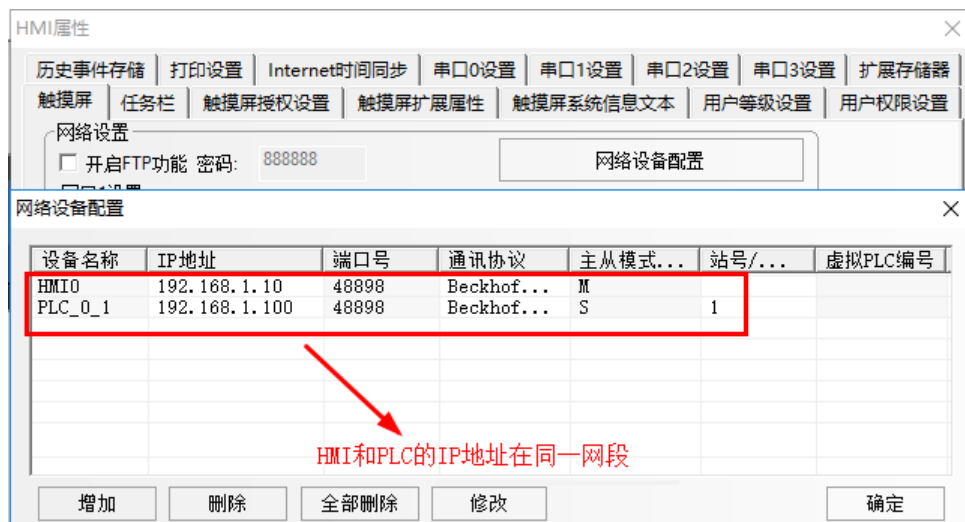 HMI属性
历史事件存储 打印设置 Internet时间同步 串口0设置 串口1设置 串口2设置 串口3设置 扩展存储器
触摸屏 任务栏 触摸屏授权设置 触摸屏扩展属性 触摸屏系统信息文本 用户等级设置 用户权限设置
网络设置
开启FTP功能 密码: 888888 网络设备配置
网络设备配置
设备名称 IP地址 端口号 通讯协议 主从模式... 站号/... 虚拟PLC编号
HMI0 192.168.1.10 48898 Beckhof... M
PLC_0_1 192.168.1.100 48898 Beckhof... S 1
HMI和PLC的IP地址在同一网段
增加 删除 全部删除 修改 确定